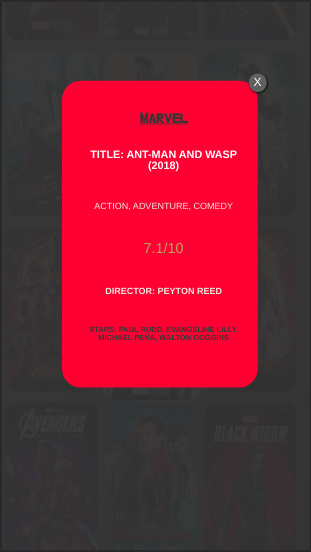 X
MARVEL
TITLE: ANT-MAN AND WASP
(2018)
ACTION, ADVENTURE, COMEDY
7.1/10
DIRECTOR: PEYTON REED
STARS: PAUL RUDD, EVANGELINE LILLY,
MICHAEL PENA, WALTON GOGGINS
AVENGERS
BLACK WIDOW